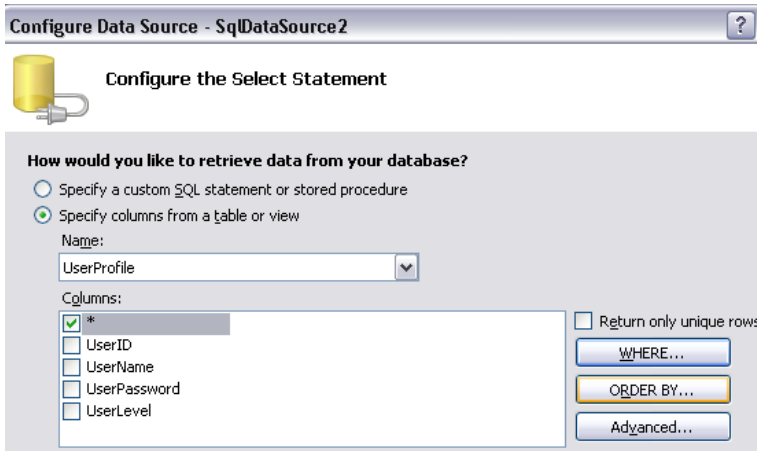 Configure Data Source - SqlDataSource2
?
Configure the Select Statement
How would you like to retrieve data from your database?
Specify a custom SQL statement or stored procedure
Specify columns from a table or view
Name:
UserProfile
Columns:
*
Return only unique rows
UserID
WHERE...
UserName
UserPassword
ORDER BY...
UserLevel
Advanced...